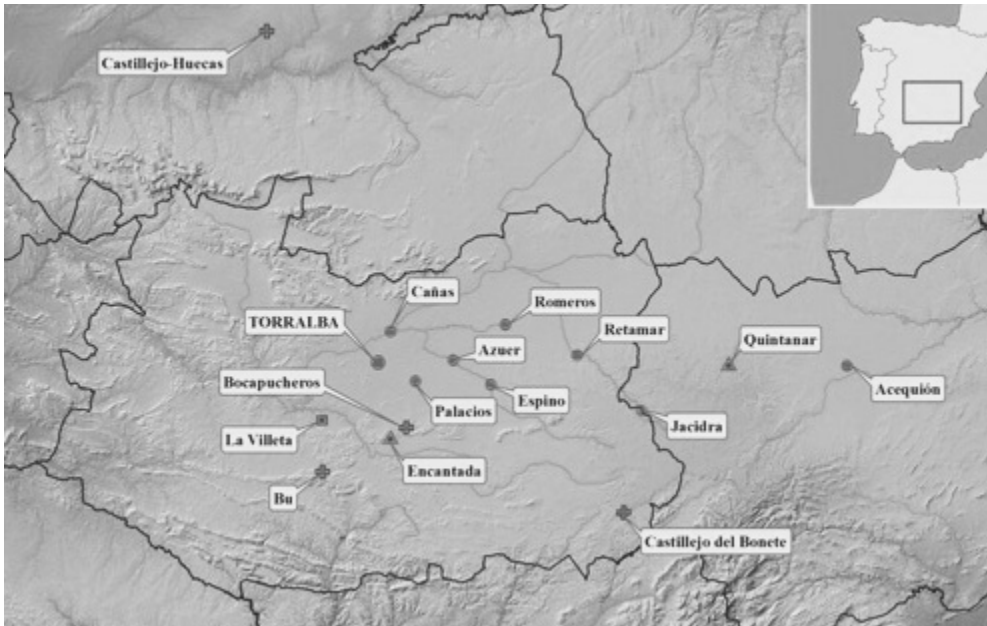 Castillejo-Huecas
Cañas
Romeros
TORRALBA
Retamar
Azuer
Quintanar
Bocapucheros
Acequión
Espino
Palacios
Jacidra
La Villeta
Encantada
Bu
Castillejo del Bonete